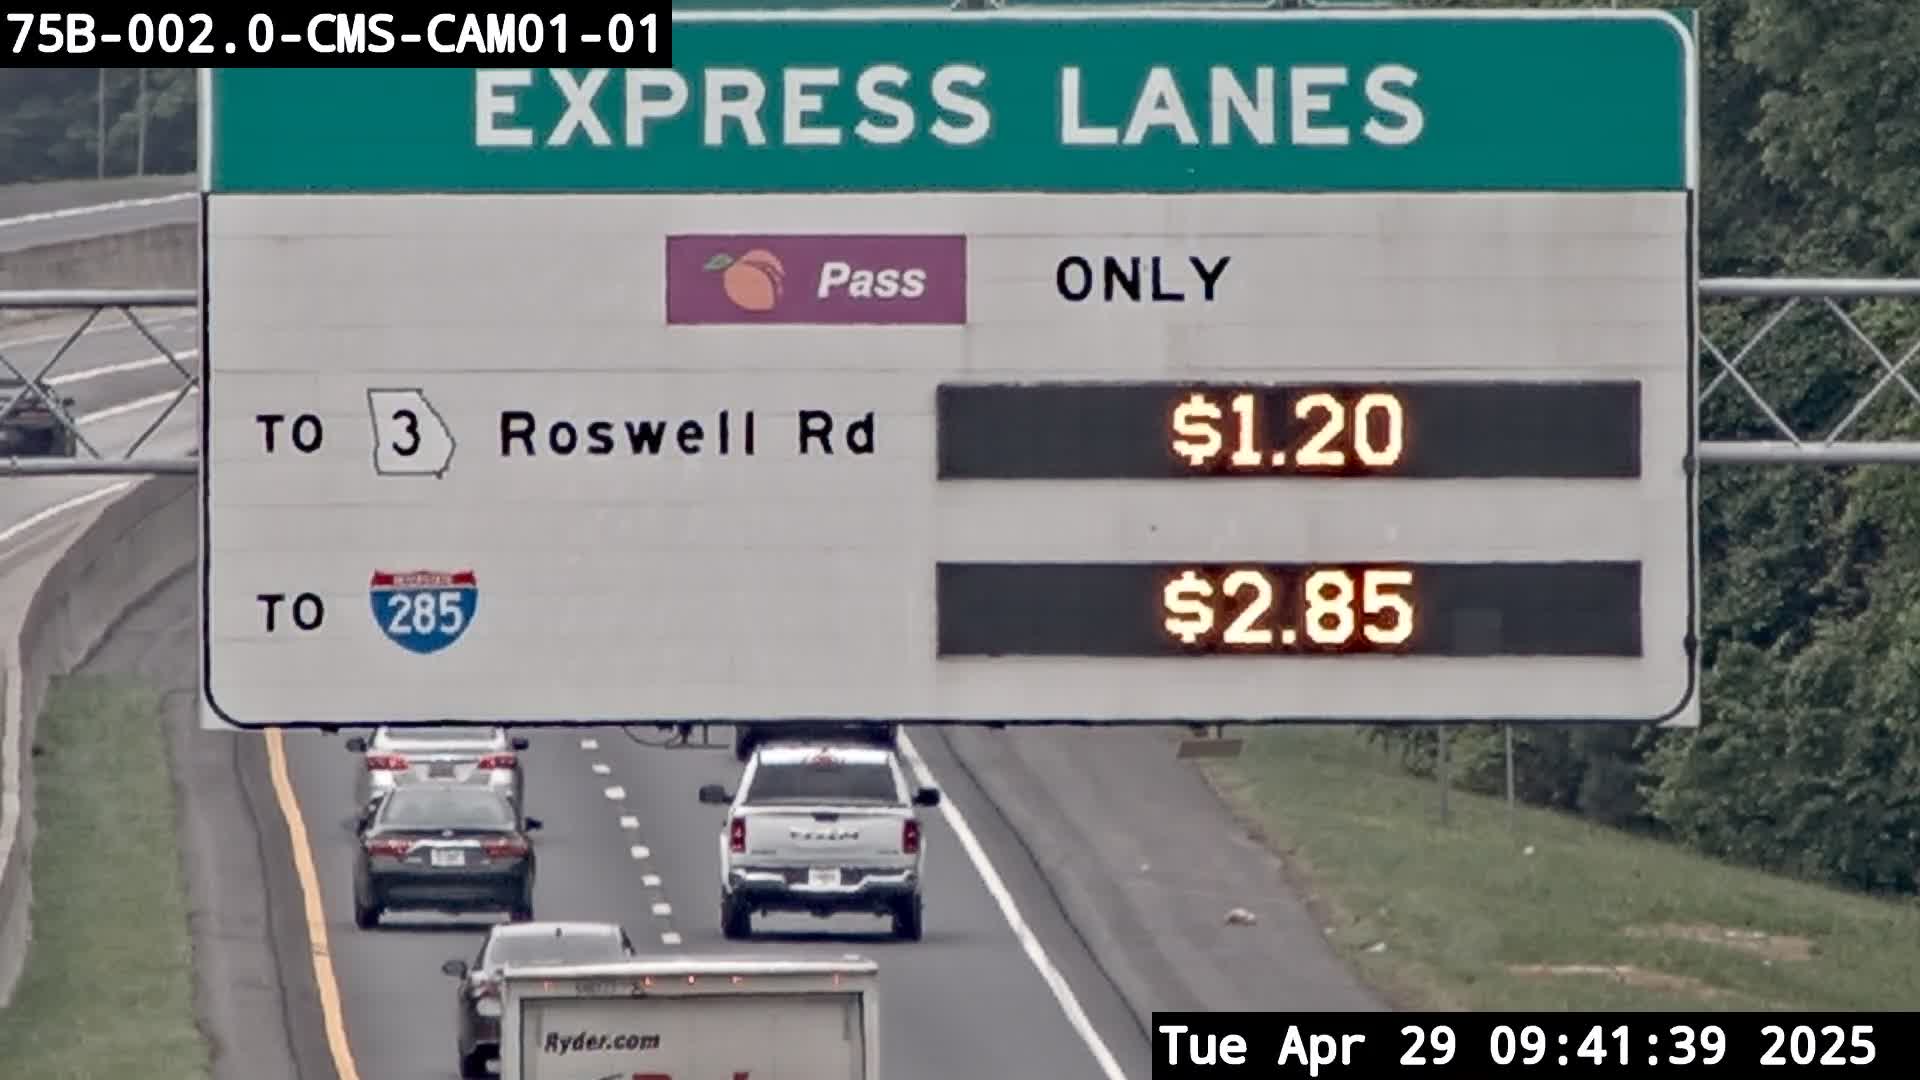 75B-002.0-CMS-CAM01-01
EXPRESS LANES
Pass ONLY
TO 3 Roswell Rd $1.20
TO INTERSTATE 285 $2.85
Ryder.com
Tue Apr 29 09:41:39 2025